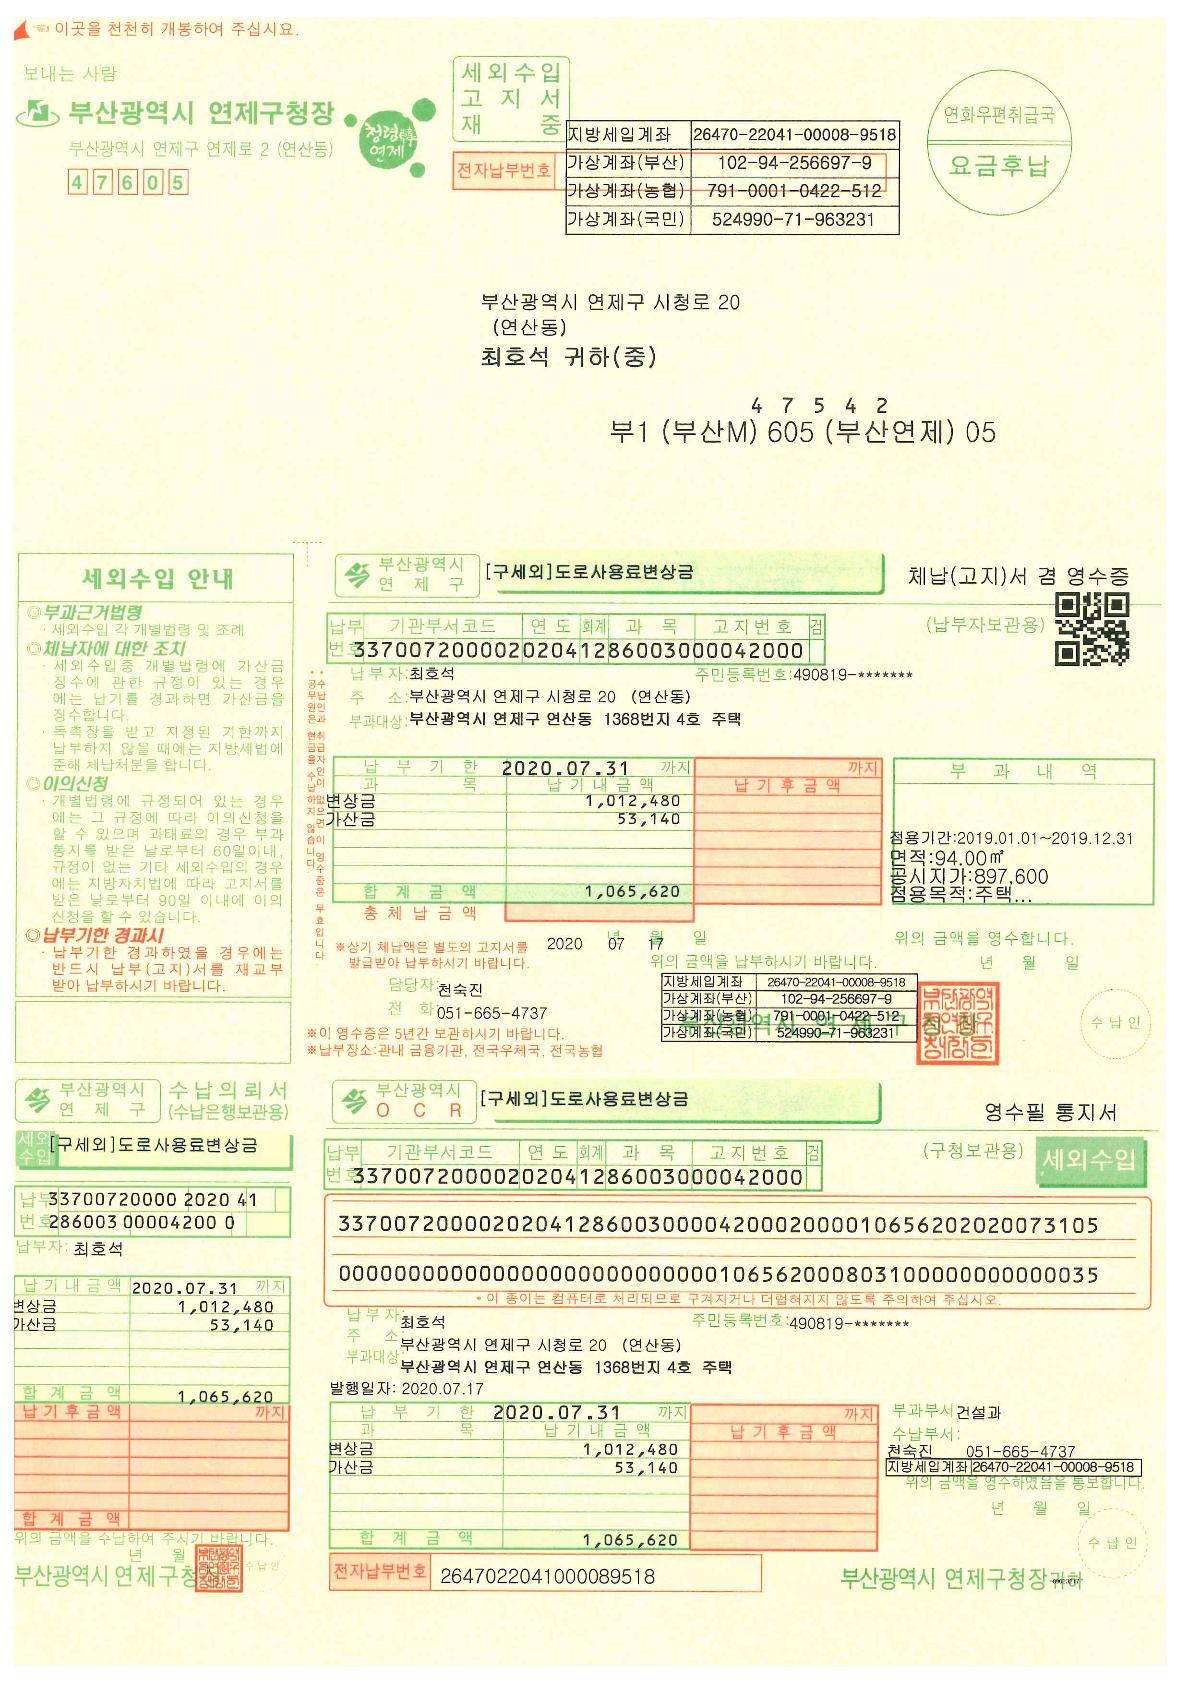 이곳을 천천히 개봉하여 주십시요.
보내는 사람
부산광역시 연제구청장
부산광역시 연제구 연제로 2 (연산동)
47605
청렴
연제
세외수입
고지서
재 중
전자납부번호
지방세입계좌 26470-22041-00008-9518
가상계좌(부산) 102-94-256697-9
가상계좌(농협) 791-0001-0422-512
가상계좌(국민) 524990-71-963231
연화우편취급국
요금후납
부산광역시 연제구 시청로 20
(연산동)
최호석 귀하(중)
4 7 5 4 2
부1 (부산M) 605 (부산연제) 05
세외수입 안내
◎부과근거법령
· 세외수입 각 개별법령 및 조례
◎체납자에 대한 조치
· 세외수입중 개별법령에 가산금
징수에 관한 규정이 있는 경우
에는 납기를 경과하면 가산금을
징수합니다.
· 독촉장을 받고 지정된 기한까지
납부하지 않을 때에는 지방세법에
준해 체납처분을 합니다.
◎이의신청
· 개별법령에 규정되어 있는 경우
에는 그 규정에 따라 이의신청을
할 수 있으며 과태료의 경우 부과
통지를 받은 날로부터 60일이내,
규정이 없는 기타 세외수입의 경우
에는 지방자치법에 따라 고지서를
받은 날로부터 90일 이내에 이의
신청을 할 수 있습니다.
◎납부기한 경과시
· 납부기한 경과하였을 경우에는
반드시 납부(고지)서를 재교부
받아 납부하시기 바랍니다.
부산광역시
연 제 구
[구세외]도로사용료변상금
체납(고지)서 겸 영수증
(납부자보관용)
납부 기관부서코드 연 도 회계 과 목 고지번호 검
번호 3370072000020204128600300004 2000
납 부 자:최호석 주민등록번호:490819-*******
주 소:부산광역시 연제구 시청로 20 (연산동)
부과대상:부산광역시 연제구 연산동 1368번지 4호 주택
납 부 기 한 2020.07.31 까지 까지
과 목 납기내금액 납기후금액
변상금 1,012,480
가산금 53,140
합 계 금 액 1,065,620
총 체 납 금 액
부 과 내 역
점용기간:2019.01.01~2019.12.31
면적:94.00㎡
공시지가:897,600
점용목적:주택...
※상기 체납액은 별도의 고지서를
발급받아 납부하시기 바랍니다.
2020 년 07 월 17 일
위의 금액을 납부하시기 바랍니다.
위의 금액을 영수합니다.
년 월 일
담당자:천숙진
전 화:051-665-4737
※이 영수증은 5년간 보관하시기 바랍니다.
※납부장소:관내 금융기관, 전국우체국, 전국농협
지방세입계좌 26470-22041-00008-9518
가상계좌(부산) 102-94-256697-9
가상계좌(농협) 791-0001-0422-512
가상계좌(국민) 524990-71-963231
부산광역시 연제구청장
수납인
부산광역시
연 제 구
수납의뢰서
(수납은행보관용)
세외
수입
[구세외]도로사용료변상금
납부 33700720000 2020 41
번호 286003 00004200 0
납부자: 최호석
납기내금액 2020.07.31 까지
변상금 1,012,480
가산금 53,140
합 계 금 액 1,065,620
납기후금액 까지
합 계 금 액
위의 금액을 수납하여 주시기 바랍니다.
년 월
부산광역시 연제구청장
수납인
부산광역시
O C R
[구세외]도로사용료변상금
영수필 통지서
(구청보관용)
세외수입
납부 기관부서코드 연 도 회계 과 목 고지번호 검
번호 33700720000202041286003000042000
337007200002020412860030000420002000010656202020073105
000000000000000000000000001065620008031000000000000035
* 이 종이는 컴퓨터로 처리되므로 구겨지거나 더럽혀지지 않도록 주의하여 주십시오.
납 부 자:최호석 주민등록번호:490819-*******
주 소:부산광역시 연제구 시청로 20 (연산동)
부과대상:부산광역시 연제구 연산동 1368번지 4호 주택
발행일자: 2020.07.17
납 부 기 한 2020.07.31 까지 까지
과 목 납기내금액 납기후금액
변상금 1,012,480
가산금 53,140
합 계 금 액 1,065,620
부과부서 건설과
수납부서:
천숙진 051-665-4737
지방세입계좌 26470-22041-00008-9518
위의 금액을 영수하였음을 통보합니다.
년 월 일
수납인
전자납부번호 2647022041000089518
부산광역시 연제구청장 귀하